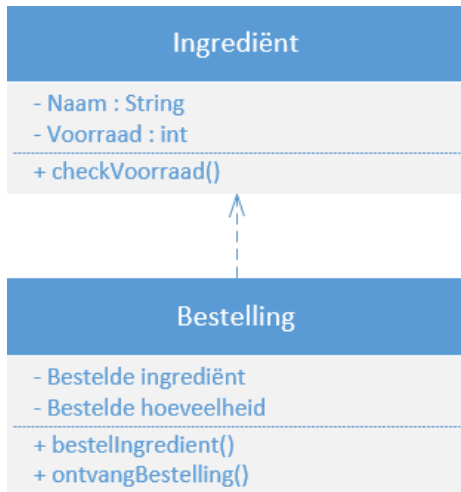 Ingrediënt
- Naam : String
- Voorraad : int
+ checkVoorraad()
Bestelling
- Bestelde ingrediënt
- Bestelde hoeveelheid
+ bestelIngredient()
+ ontvangBestelling()